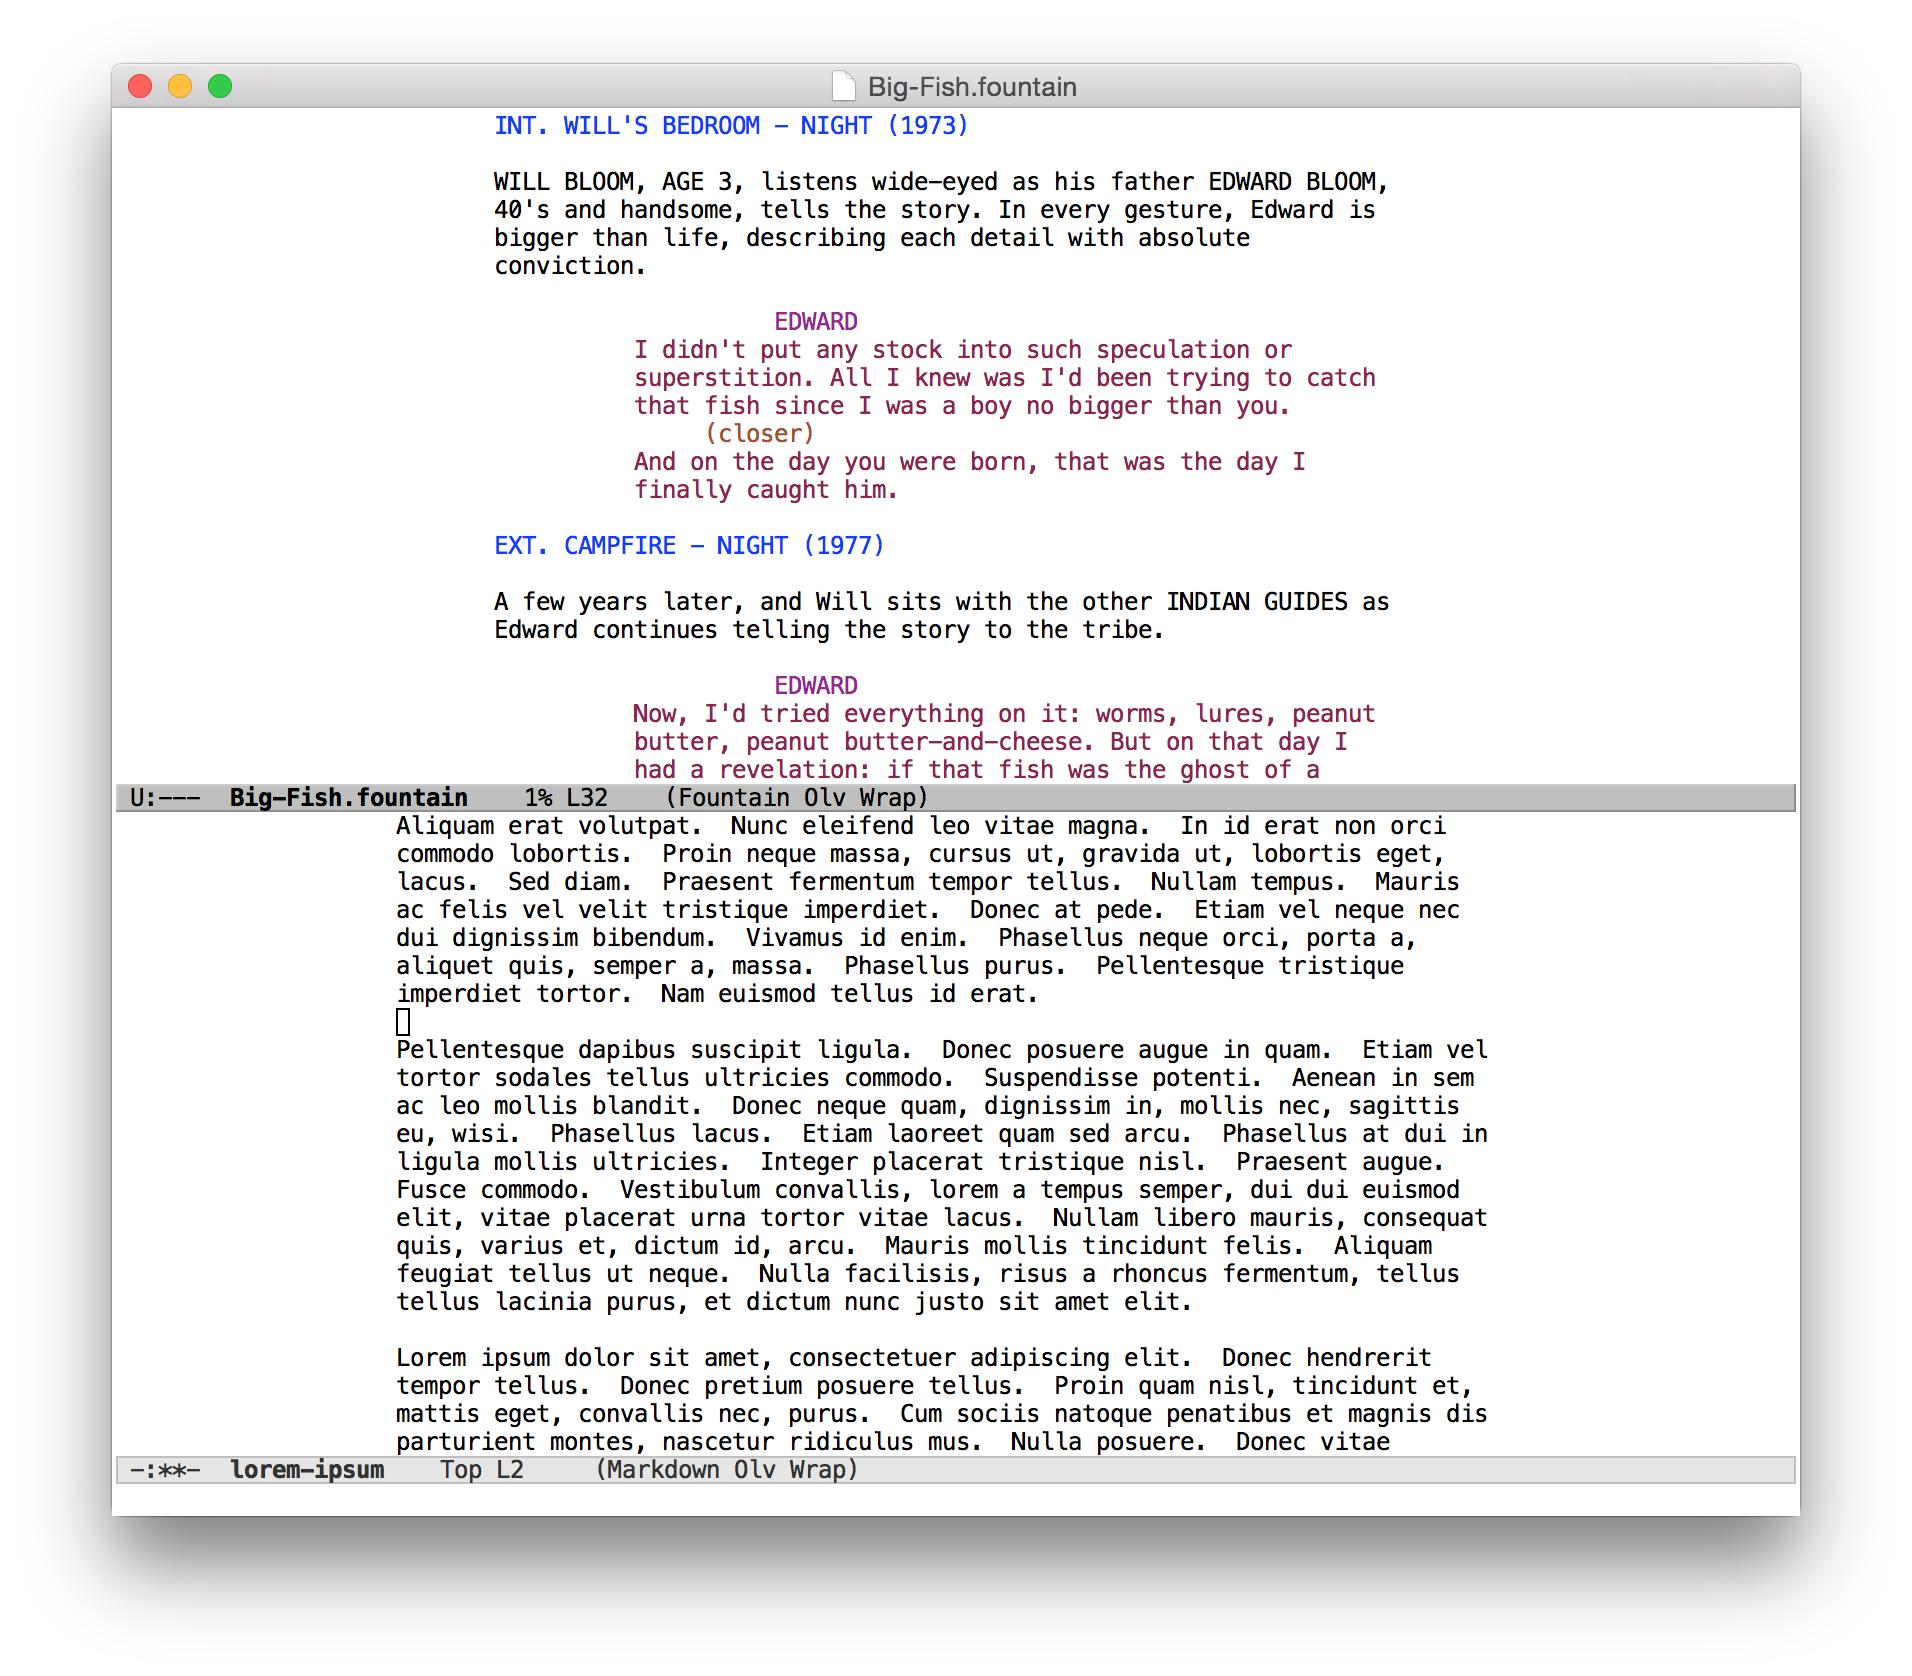 Big-Fish.fountain
INT. WILL'S BEDROOM - NIGHT (1973)
WILL BLOOM, AGE 3, listens wide-eyed as his father EDWARD BLOOM,
40's and handsome, tells the story. In every gesture, Edward is
bigger than life, describing each detail with absolute
conviction.
EDWARD
I didn't put any stock into such speculation or
superstition. All I knew was I'd been trying to catch
that fish since I was a boy no bigger than you.
(closer)
And on the day you were born, that was the day I
finally caught him.
EXT. CAMPFIRE - NIGHT (1977)
A few years later, and Will sits with the other INDIAN GUIDES as
Edward continues telling the story to the tribe.
EDWARD
Now, I'd tried everything on it: worms, lures, peanut
butter, peanut butter-and-cheese. But on that day I
had a revelation: if that fish was the ghost of a
U:--- Big-Fish.fountain 1% L32 (Fountain Olv Wrap)
Aliquam erat volutpat. Nunc eleifend leo vitae magna. In id erat non orci
commodo lobortis. Proin neque massa, cursus ut, gravida ut, lobortis eget,
lacus. Sed diam. Praesent fermentum tempor tellus. Nullam tempus. Mauris
ac felis vel velit tristique imperdiet. Donec at pede. Etiam vel neque nec
dui dignissim bibendum. Vivamus id enim. Phasellus neque orci, porta a,
aliquet quis, semper a, massa. Phasellus purus. Pellentesque tristique
imperdiet tortor. Nam euismod tellus id erat.
Pellentesque dapibus suscipit ligula. Donec posuere augue in quam. Etiam vel
tortor sodales tellus ultricies commodo. Suspendisse potenti. Aenean in sem
ac leo mollis blandit. Donec neque quam, dignissim in, mollis nec, sagittis
eu, wisi. Phasellus lacus. Etiam laoreet quam sed arcu. Phasellus at dui in
ligula mollis ultricies. Integer placerat tristique nisl. Praesent augue.
Fusce commodo. Vestibulum convallis, lorem a tempus semper, dui dui euismod
elit, vitae placerat urna tortor vitae lacus. Nullam libero mauris, consequat
quis, varius et, dictum id, arcu. Mauris mollis tincidunt felis. Aliquam
feugiat tellus ut neque. Nulla facilisis, risus a rhoncus fermentum, tellus
tellus lacinia purus, et dictum nunc justo sit amet elit.
Lorem ipsum dolor sit amet, consectetuer adipiscing elit. Donec hendrerit
tempor tellus. Donec pretium posuere tellus. Proin quam nisl, tincidunt et,
mattis eget, convallis nec, purus. Cum sociis natoque penatibus et magnis dis
parturient montes, nascetur ridiculus mus. Nulla posuere. Donec vitae
-:**- lorem-ipsum Top L2 (Markdown Olv Wrap)